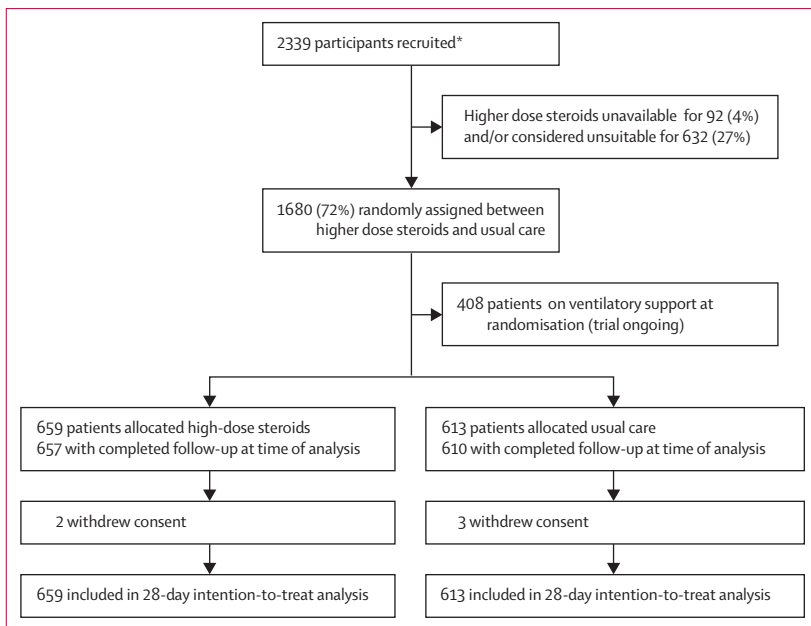 2339 participants recruited*
Higher dose steroids unavailable for 92 (4%)
and/or considered unsuitable for 632 (27%)
1680 (72%) randomly assigned between
higher dose steroids and usual care
408 patients on ventilatory support at
randomisation (trial ongoing)
659 patients allocated high-dose steroids
657 with completed follow-up at time of analysis
613 patients allocated usual care
610 with completed follow-up at time of analysis
2 withdrew consent
3 withdrew consent
659 included in 28-day intention-to-treat analysis
613 included in 28-day intention-to-treat analysis